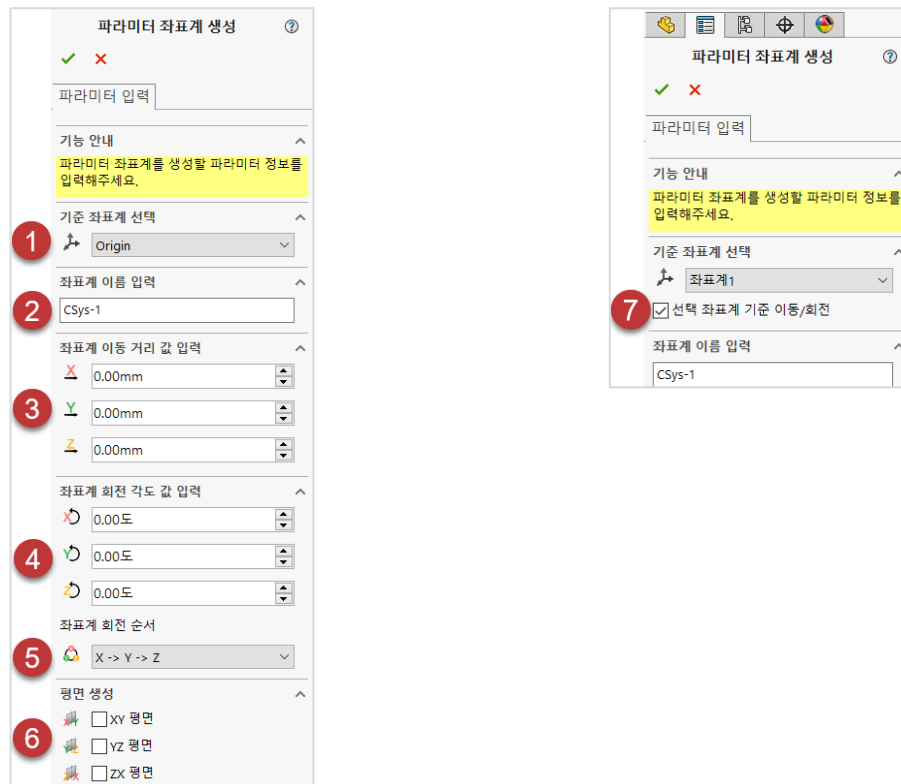 파라미터 좌표계 생성
파라미터 입력
기능 안내
파라미터 좌표계를 생성할 파라미터 정보를
입력해주세요.
기준 좌표계 선택
1
Origin
좌표계 이름 입력
2
CSys-1
좌표계 이동 거리 값 입력
X
0.00mm
3
Y
0.00mm
Z
0.00mm
좌표계 회전 각도 값 입력
X
0.00도
4
Y
0.00도
Z
0.00도
좌표계 회전 순서
5
X -> Y -> Z
평면 생성
XY 평면
6
YZ 평면
ZX 평면
파라미터 좌표계 생성
파라미터 입력
기능 안내
파라미터 좌표계를 생성할 파라미터 정보를
입력해주세요.
기준 좌표계 선택
좌표계1
7
선택 좌표계 기준 이동/회전
좌표계 이름 입력
CSys-1